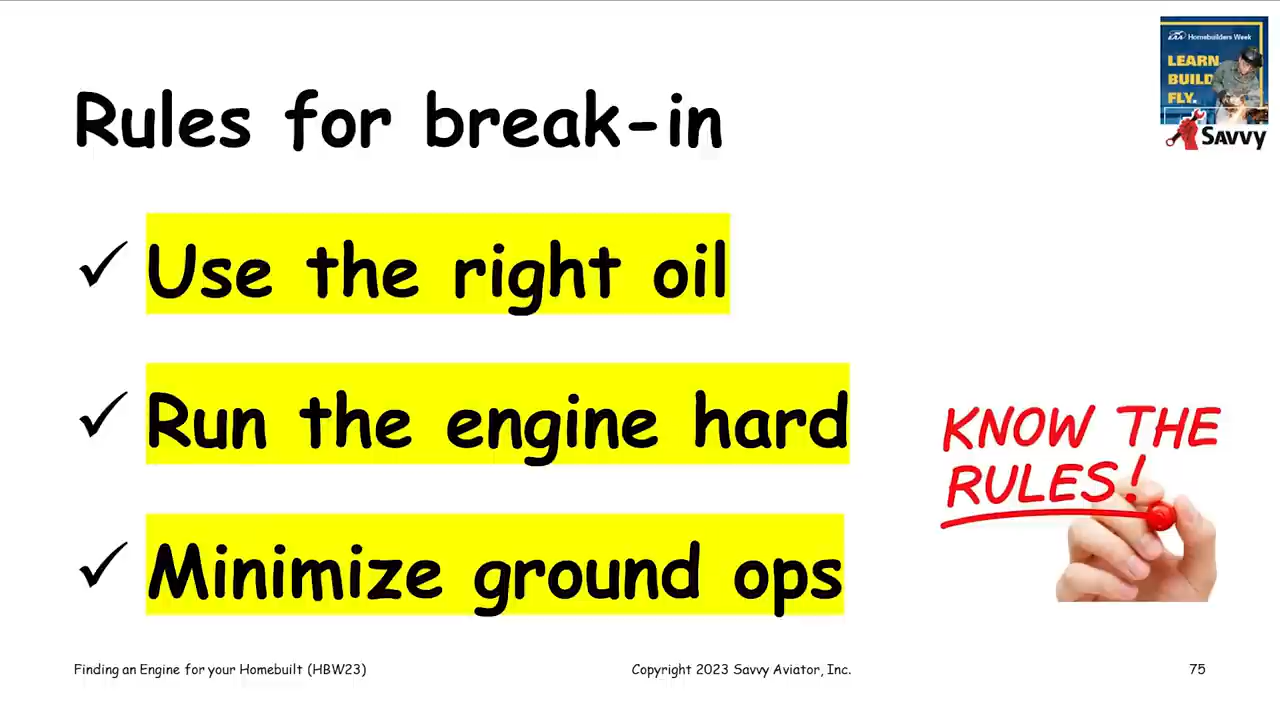 Homebuilders Week
LEARN
BUILD
FLY.
SAVVY
Rules for break-in
✓ Use the right oil
✓ Run the engine hard
✓ Minimize ground ops
KNOW THE
RULES!
Finding an Engine for your Homebuilt (HBW23)
Copyright 2023 Savvy Aviator, Inc.
75